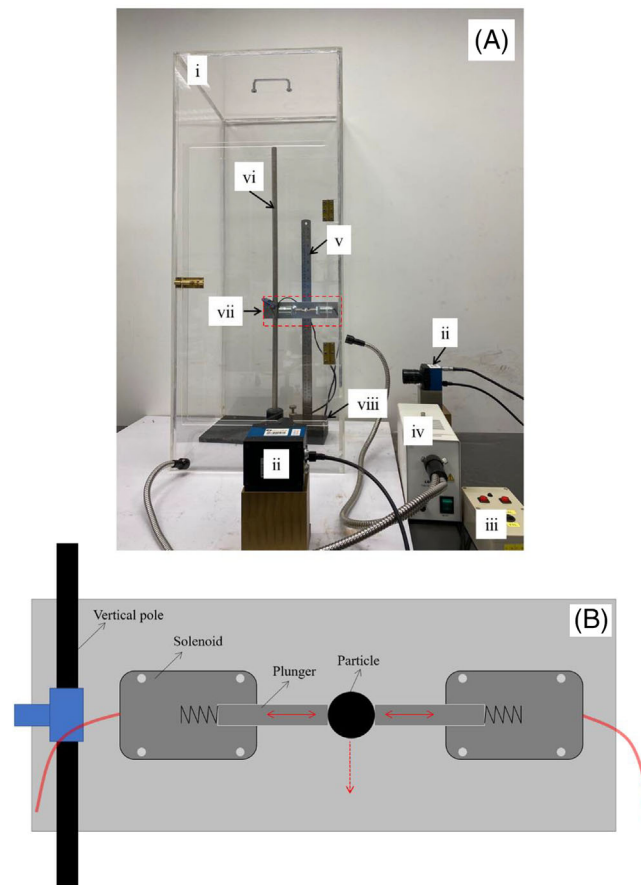 (A)
i
vi
v
vii
ii
viii
iv
ii
iii
(B)
Vertical pole
Solenoid
Plunger
Particle